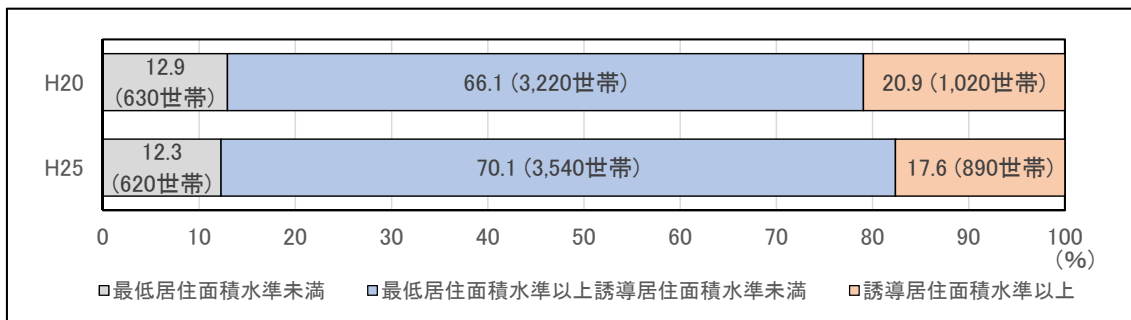 H20
12.9
(630世帯)
66.1 (3,220世帯)
20.9 (1,020世帯)
H25
12.3
(620世帯)
70.1 (3,540世帯)
17.6 (890世帯)
0 10 20 30 40 50 60 70 80 90 100
(%)
最低居住面積水準未満 最低居住面積水準以上誘導居住面積水準未満 誘導居住面積水準以上